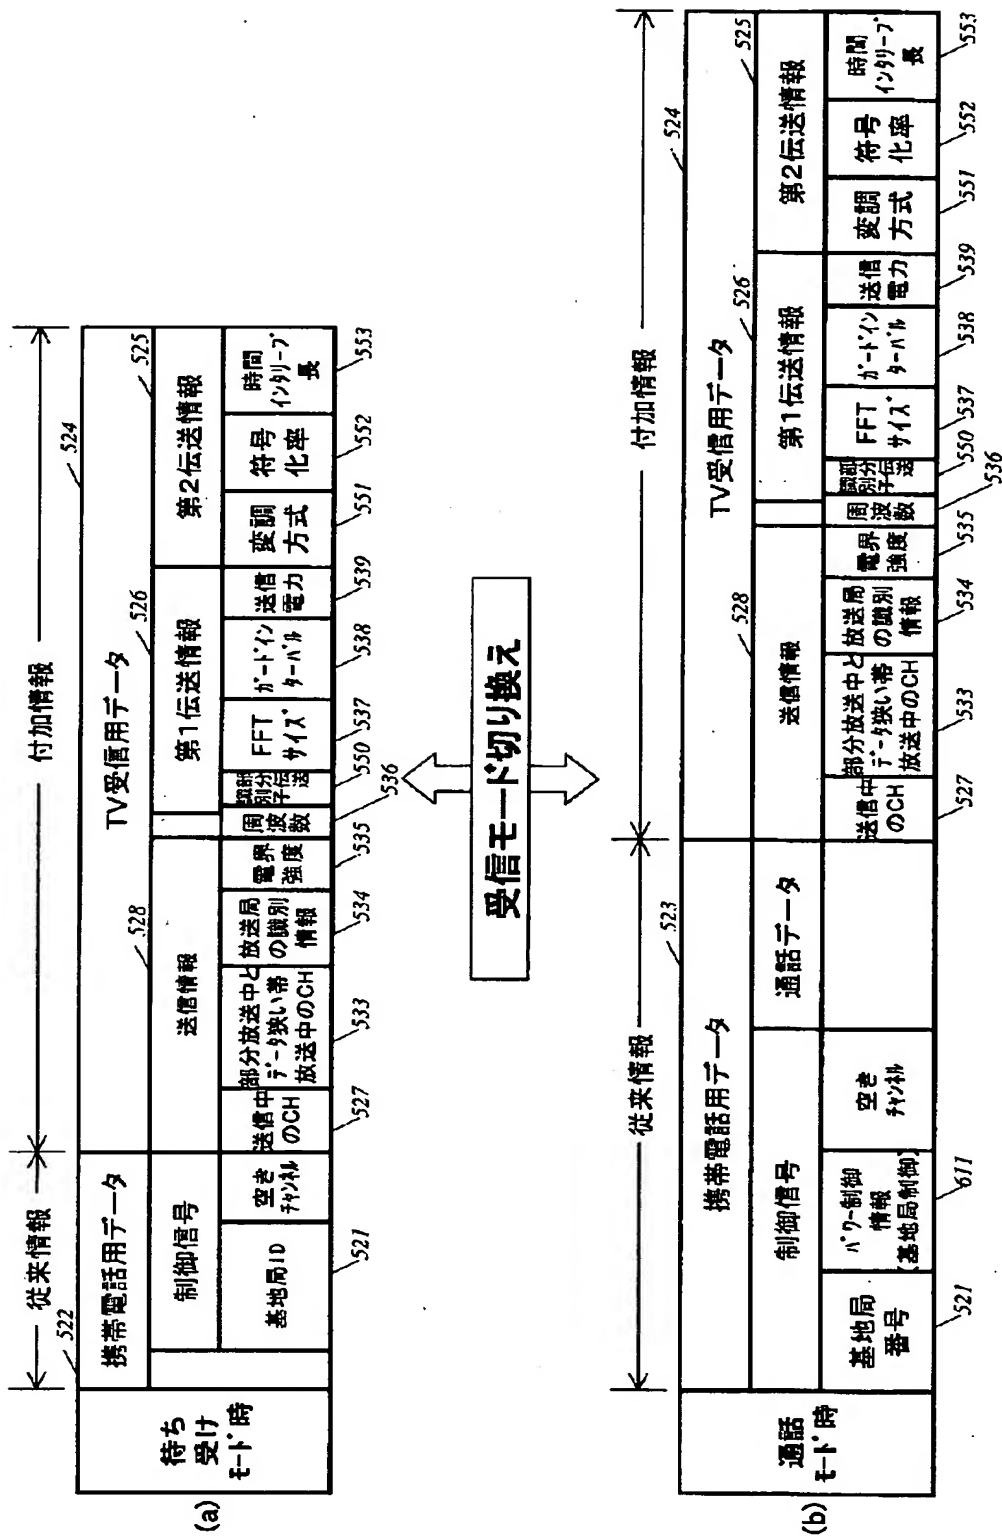 (a)
待ち
受け
モード時
従来情報
付加情報
522
携帯電話用データ
524
TV受信用データ
制御信号
528
送信情報
526
第1伝送情報
525
第2伝送情報
基地局ID
空き
チャンネル
送信中
のCH
部分放送中と
データ狭い帯
放送中のCH
放送局
の識別
情報
電界
強度
周波数
部分伝送
識別子
FFT
サイズ
ガードイン
ターバル
送信
電力
変調
方式
符号
化率
時間
インタリーブ
長
521
527
533
534
535
536
550
537
538
539
551
552
553
受信モード切り換え
(b)
通話
モード時
従来情報
付加情報
523
携帯電話用データ
524
TV受信用データ
制御信号
通話データ
528
送信情報
526
第1伝送情報
525
第2伝送情報
基地局
番号
パワー制御
情報
【基地局制御】
空き
チャンネル
送信中
のCH
部分放送中と
データ狭い帯
放送中のCH
放送局
の識別
情報
電界
強度
周波数
部分伝送
識別子
FFT
サイズ
ガードイン
ターバル
送信
電力
変調
方式
符号
化率
時間
インタリーブ
長
521
611
527
533
534
535
536
550
537
538
539
551
552
553